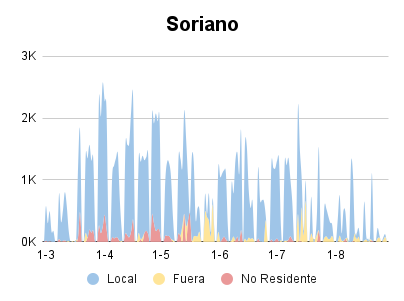 Soriano
3K
2K
1K
0K
1-3 1-4 1-5 1-6 1-7 1-8
Local Fuera No Residente